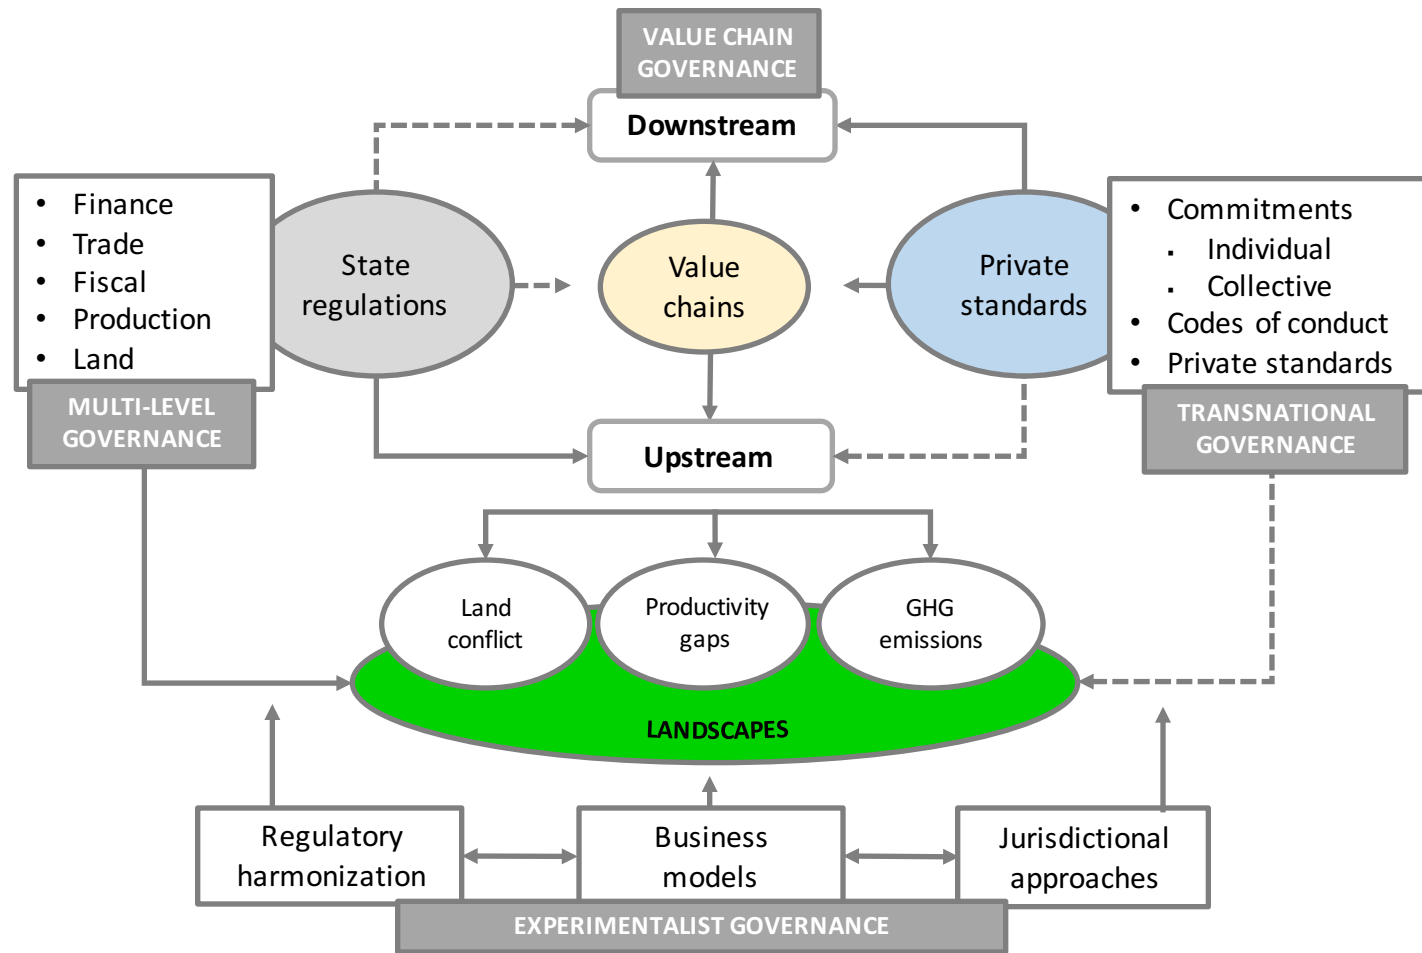 VALUE CHAIN
GOVERNANCE
Downstream
• Finance
• Trade
• Fiscal
• Production
• Land
MULTI-LEVEL
GOVERNANCE
State
regulations
Value
chains
Private
standards
• Commitments
▪ Individual
▪ Collective
• Codes of conduct
• Private standards
TRANSNATIONAL
GOVERNANCE
Upstream
Land
conflict
Productivity
gaps
GHG
emissions
LANDSCAPES
Regulatory
harmonization
Business
models
Jurisdictional
approaches
EXPERIMENTALIST GOVERNANCE